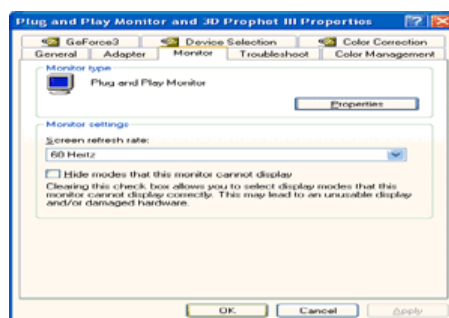 Plug and Play Monitor and 3D Prophet III Properties
GeForce3 Device Selection Color Correction
General Adapter Monitor Troubleshoot Color Management
Monitor type
Plug and Play Monitor
Properties
Monitor settings
Screen refresh rate:
60 Hertz
Hide modes that this monitor cannot display
Clearing this check box allows you to select display modes that this
monitor cannot display correctly. This may lead to an unusable display
and/or damaged hardware.
OK Cancel Apply